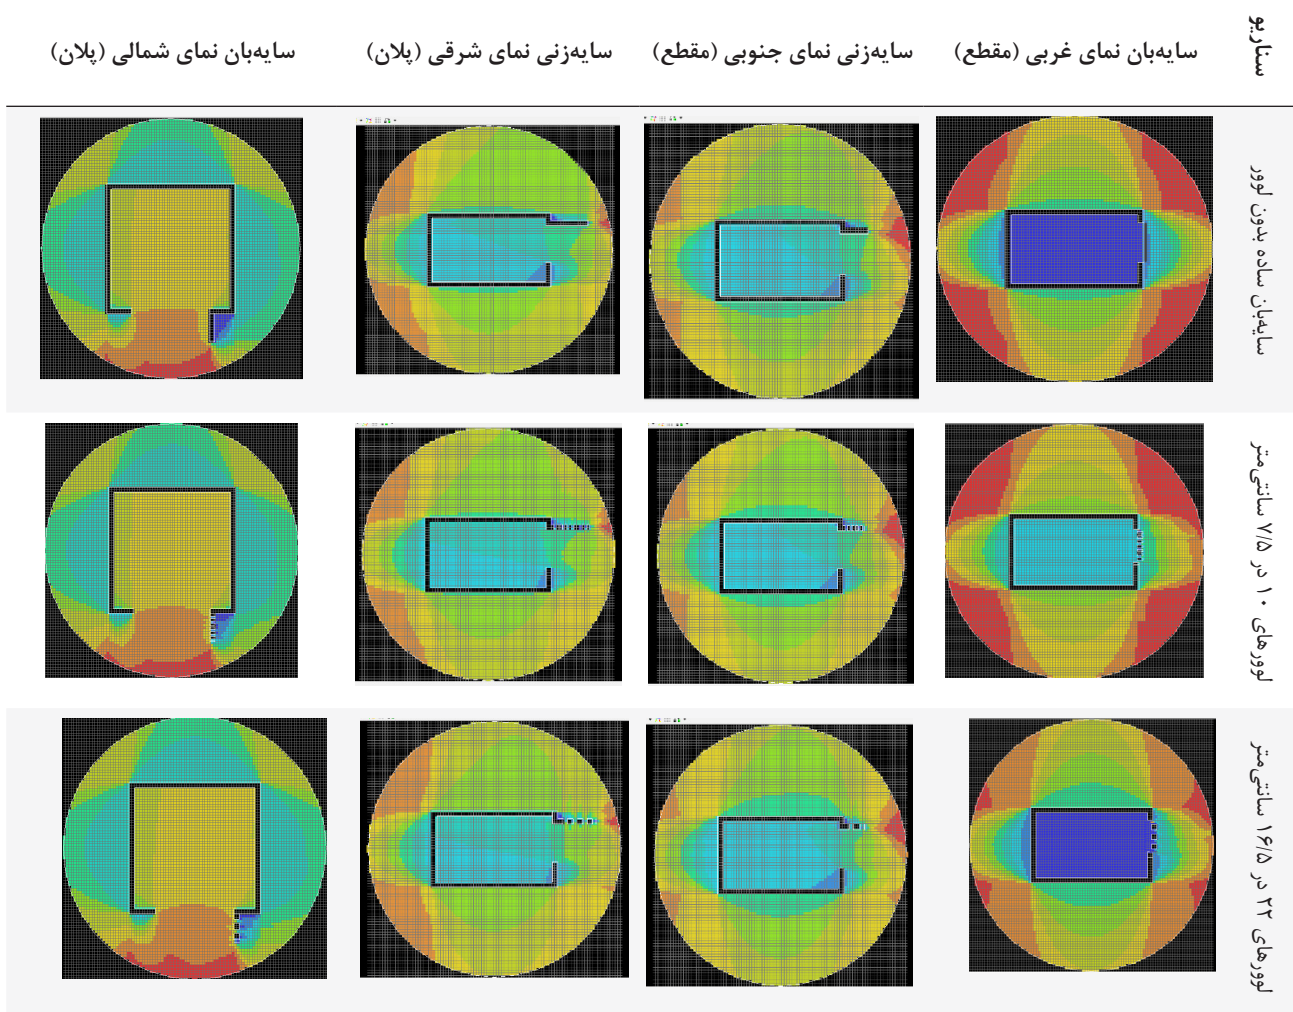 سناریو
سایه‌بان نمای غربی (مقطع)
سایه‌زنی نمای جنوبی (مقطع)
سایه‌زنی نمای شرقی (پلان)
سایه‌بان نمای شمالی (پلان)
سایه‌بان ساده بدون لوور
لوورهای ۱۰ در ۷/۵ سانتی‌متر
لوورهای ۲۲ در ۱۶/۵ سانتی‌متر